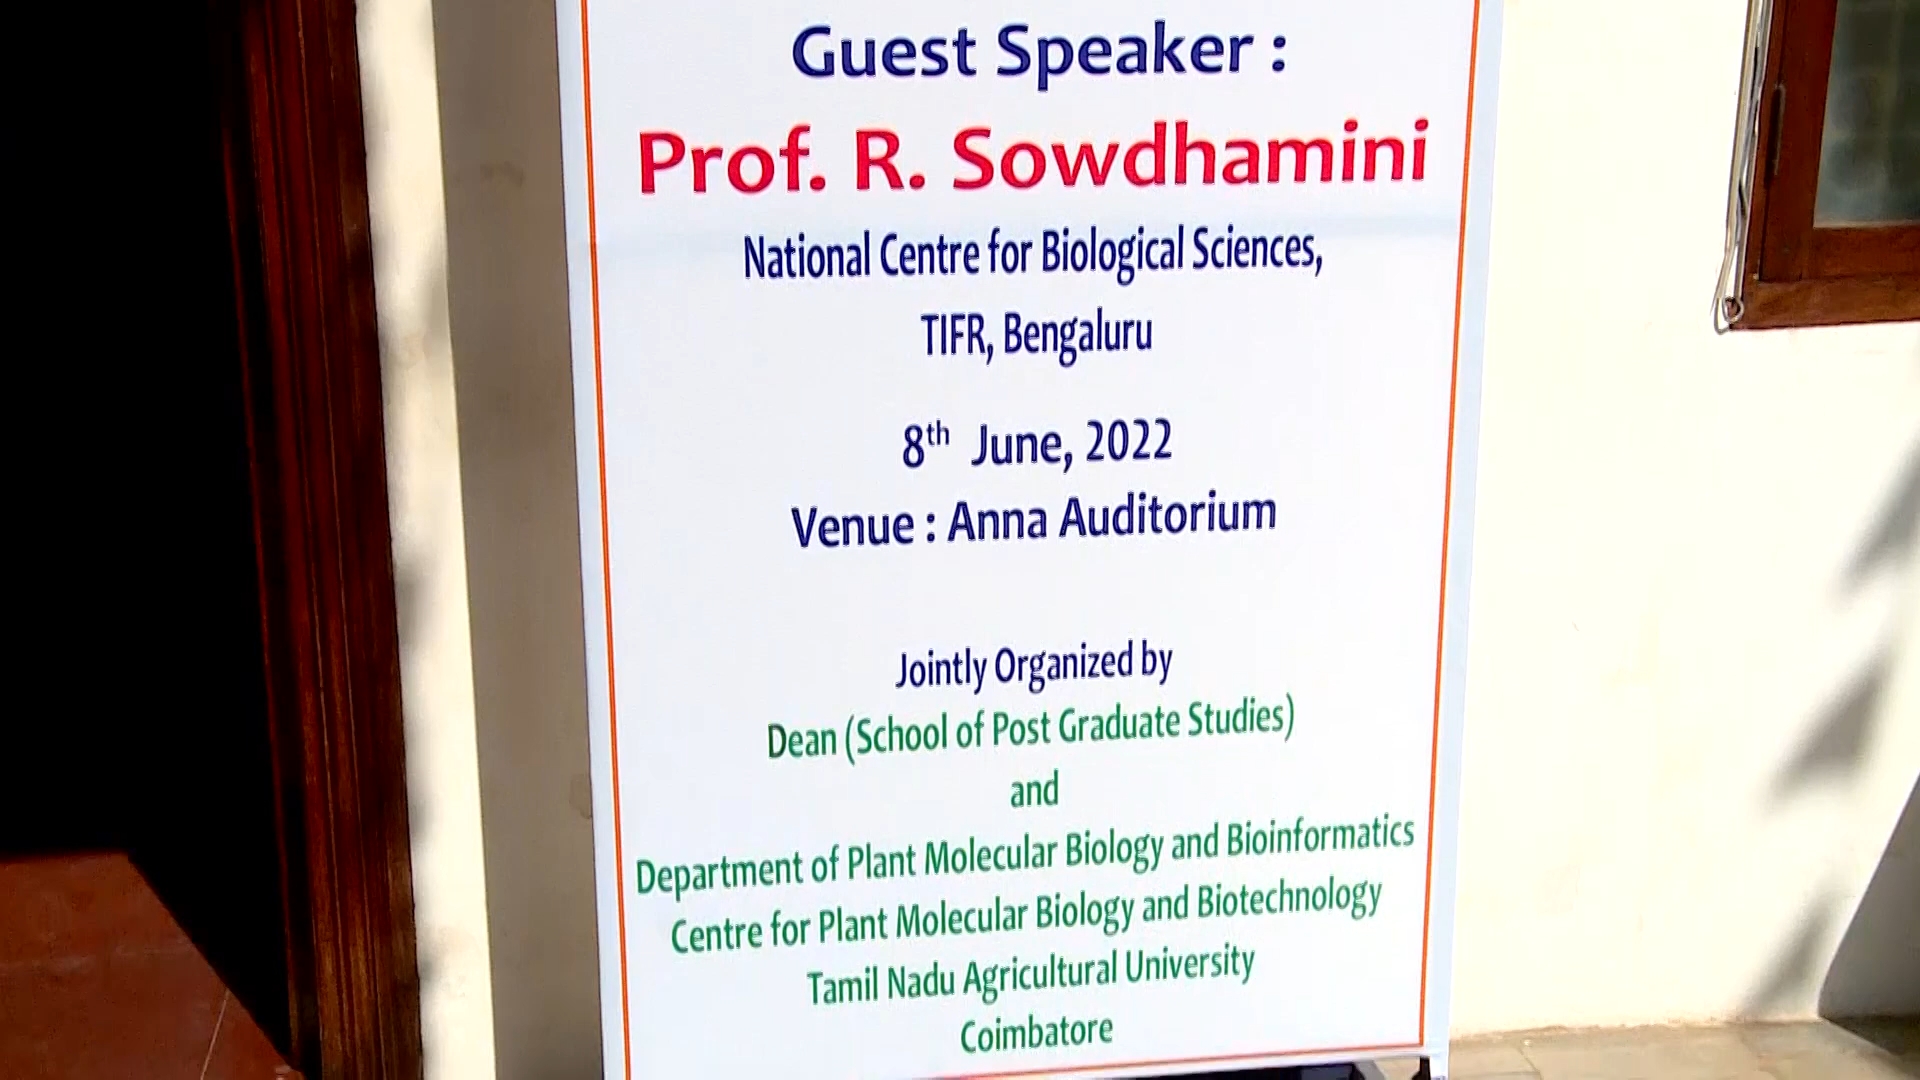 Guest Speaker :
Prof. R. Sowdhamini
National Centre for Biological Sciences,
TIFR, Bengaluru
8th June, 2022
Venue : Anna Auditorium
Jointly Organized by
Dean (School of Post Graduate Studies)
and
Department of Plant Molecular Biology and Bioinformatics
Centre for Plant Molecular Biology and Biotechnology
Tamil Nadu Agricultural University
Coimbatore